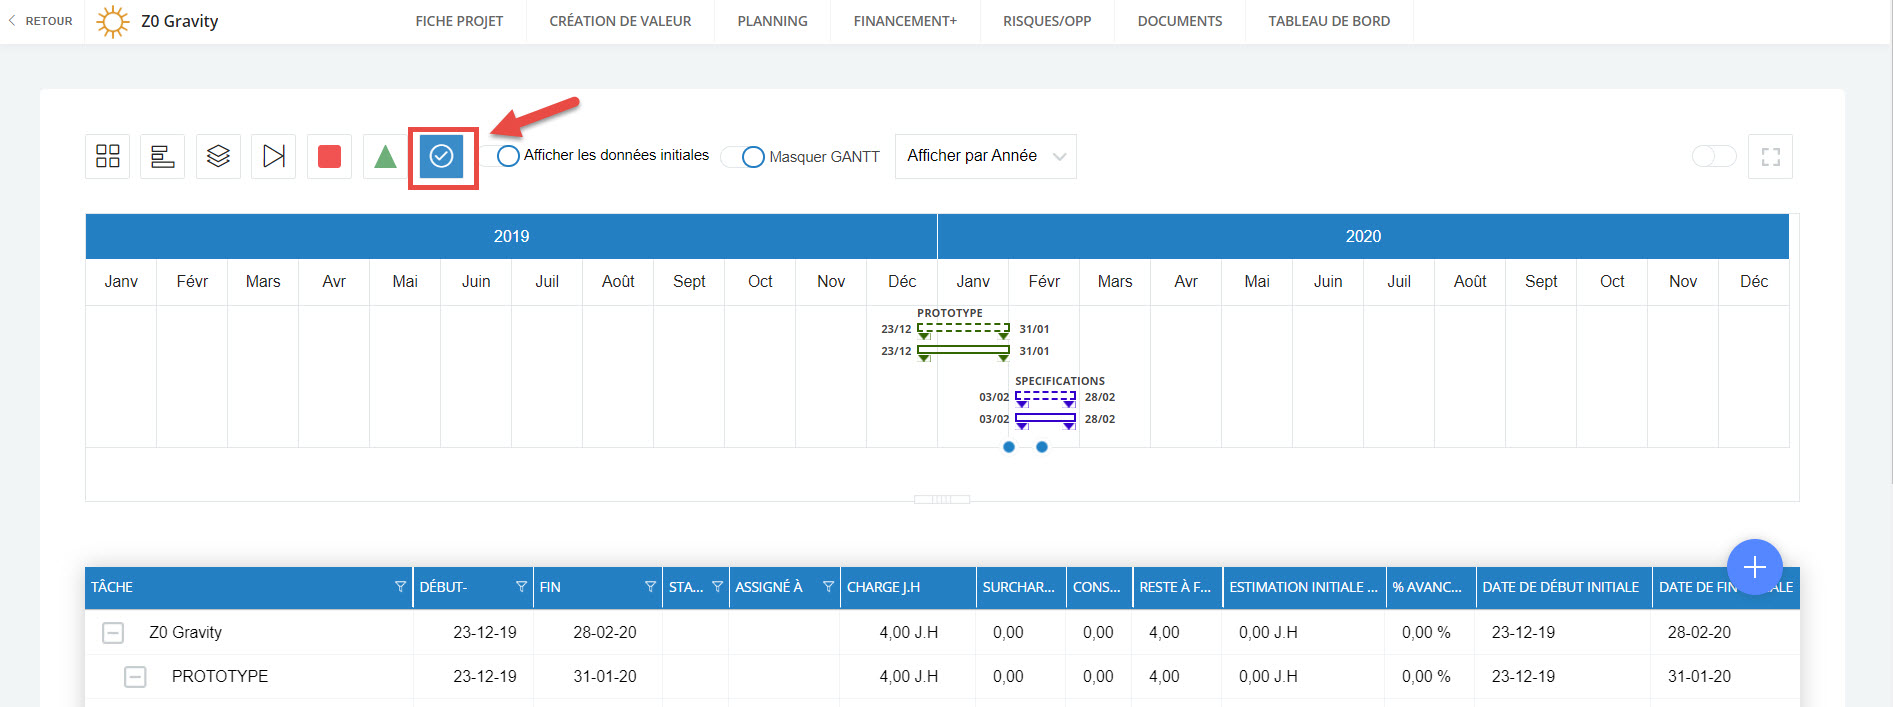 RETOUR Z0 Gravity FICHE PROJET CRÉATION DE VALEUR PLANNING FINANCEMENT+ RISQUES/OPP DOCUMENTS TABLEAU DE BORD
Afficher les données initiales Masquer GANTT Afficher par Année
2019 2020
Janv Févr Mars Avr Mai Juin Juil Août Sept Oct Nov Déc Janv Févr Mars Avr Mai Juin Juil Août Sept Oct Nov Déc
PROTOTYPE
23/12 31/01
23/12 31/01
SPECIFICATIONS
03/02 28/02
03/02 28/02
TÂCHE DÉBUT- FIN STA... ASSIGNÉ À CHARGE J.H SURCHAR... CONS... RESTE À F... ESTIMATION INITIALE ... % AVANC... DATE DE DÉBUT INITIALE DATE DE FIN ALE
Z0 Gravity 23-12-19 28-02-20 4,00 J.H 0,00 0,00 4,00 0,00 J.H 0,00 % 23-12-19 28-02-20
PROTOTYPE 23-12-19 31-01-20 4,00 J.H 0,00 0,00 4,00 0,00 J.H 0,00 % 23-12-19 31-01-20